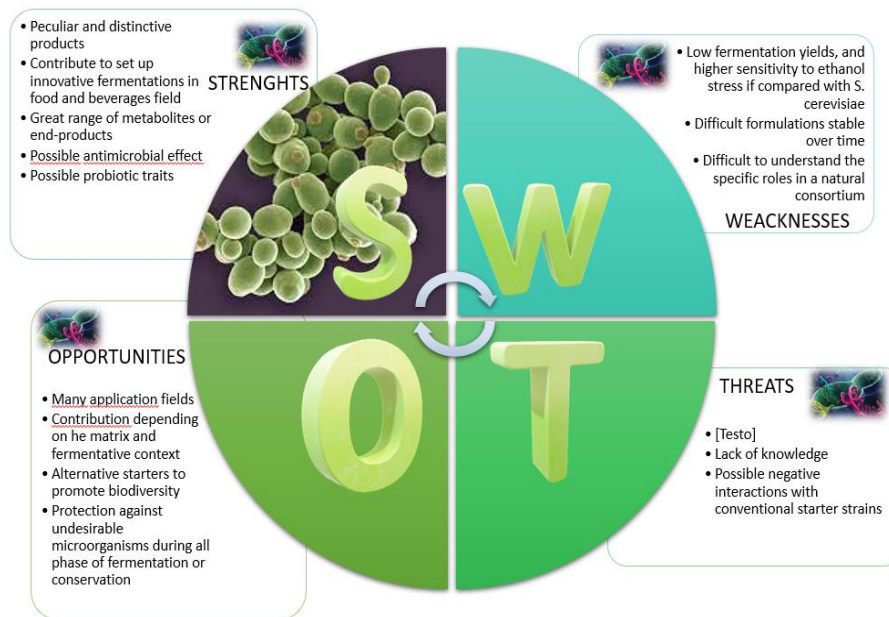 • Peculiar and distinctive
products
• Contribute to set up
innovative fermentations in
food and beverages field
• Great range of metabolites or
end-products
• Possible antimicrobial effect
• Possible probiotic traits
STRENGHTS
• Low fermentation yields, and
higher sensitivity to ethanol
stress if compared with S.
cerevisiae
• Difficult formulations stable
over time
• Difficult to understand the
specific roles in a natural
consortium
WEACKNESSES
S
W
O
T
OPPORTUNITIES
• Many application fields
• Contribution depending
on he matrix and
fermentative context
• Alternative starters to
promote biodiversity
• Protection against
undesirable
microorganisms during all
phase of fermentation or
conservation
THREATS
• [Testo]
• Lack of knowledge
• Possible negative
interactions with
conventional starter strains